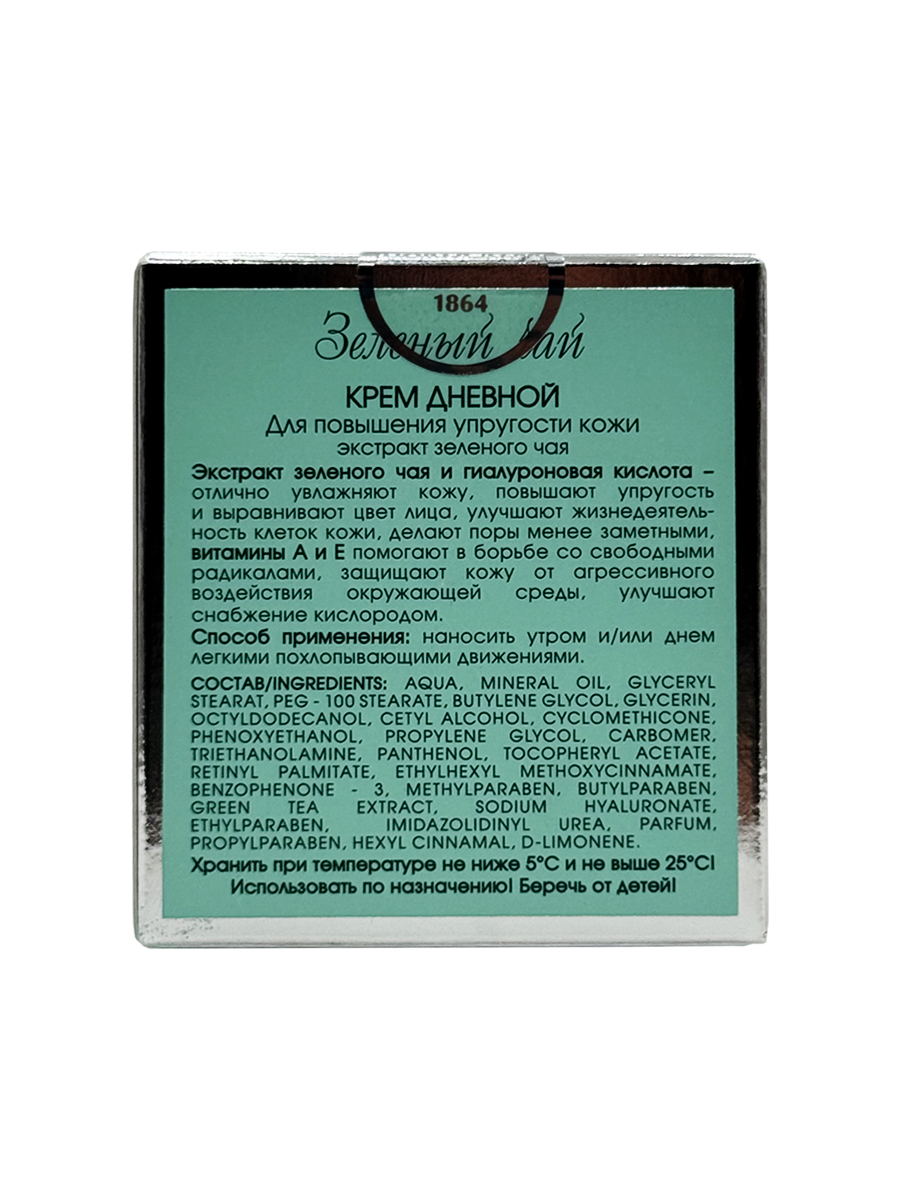 1864
Зеленый чай
КРЕМ ДНЕВНОЙ
Для повышения упругости кожи
экстракт зеленого чая
Экстракт зеленого чая и гиалуроновая кислота –
отлично увлажняют кожу, повышают упругость
и выравнивают цвет лица, улучшают жизнедеятель-
ность клеток кожи, делают поры менее заметными,
витамины А и Е помогают в борьбе со свободными
радикалами, защищают кожу от агрессивного
воздействия окружающей среды, улучшают
снабжение кислородом.
Способ применения: наносить утром и/или днем
легкими похлопывающими движениями.
СОСТАВ/INGREDIENTS: AQUA, MINERAL OIL, GLYCERYL
STEARAT, PEG - 100 STEARATE, BUTYLENE GLYCOL, GLYCERIN,
OCTYLDODECANOL, CETYL ALCOHOL, CYCLOMETHICONE,
PHENOXYETHANOL, PROPYLENE GLYCOL, CARBOMER,
TRIETHANOLAMINE, PANTHENOL, TOCOPHERYL ACETATE,
RETINYL PALMITATE, ETHYLHEXYL METHOXYCINNAMATE,
BENZOPHENONE - 3, METHYLPARABEN, BUTYLPARABEN,
GREEN TEA EXTRACT, SODIUM HYALURONATE,
ETHYLPARABEN, IMIDAZOLIDINYL UREA, PARFUM,
PROPYLPARABEN, HEXYL CINNAMAL, D-LIMONENE.
Хранить при температуре не ниже 5°С и не выше 25°С!
Использовать по назначению! Беречь от детей!